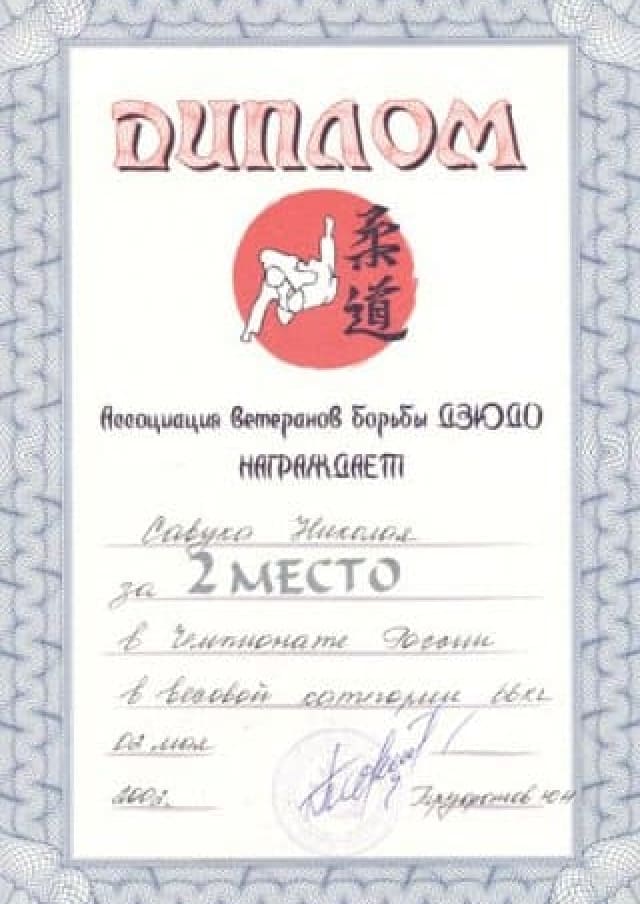 ДИПЛОМ
柔道
Ассоциация ветеранов борьбы ДЗЮДО
НАГРАЖДАЕТ
Савуко Николая
за 2 МЕСТО
в Чемпионате России
в весовой категории 66кг
02 мая
2002г.